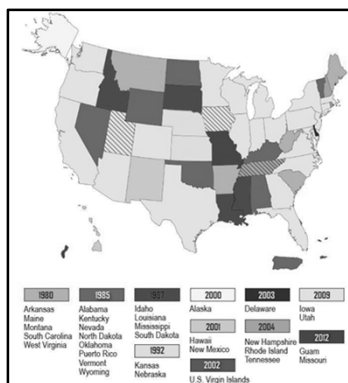 1980
Arkansas
Maine
Montana
South Carolina
West Virginia
1985
Alabama
Kentucky
Nevada
North Dakota
Oklahoma
Puerto Rico
Vermont
Wyoming
1987
Idaho
Louisiana
Mississippi
South Dakota
1992
Kansas
Nebraska
2000
Alaska
2001
Hawaii
New Mexico
2002
U.S. Virgin Islands
2003
Delaware
2004
New Hampshire
Rhode Island
Tennessee
2009
Iowa
Utah
2012
Guam
Missouri